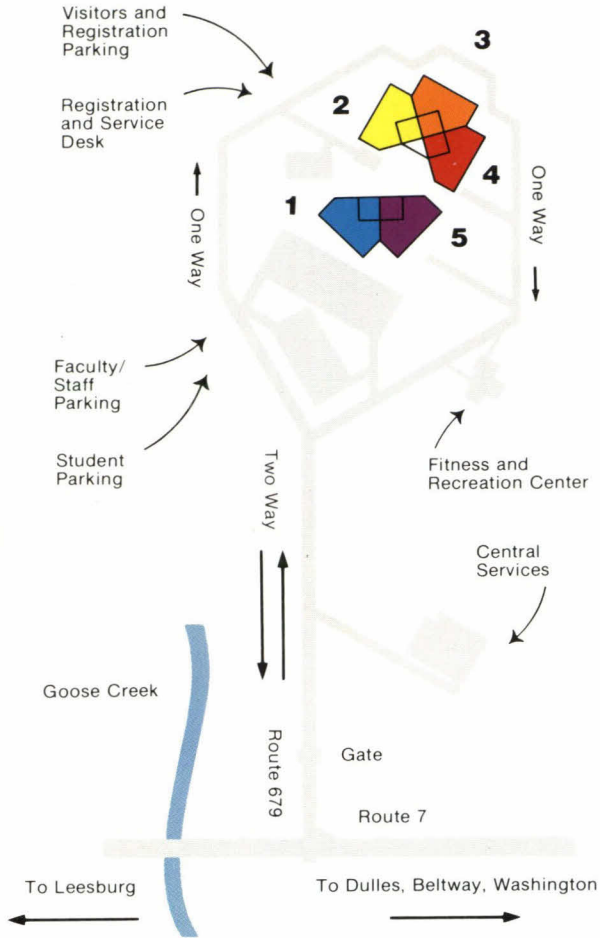 Visitors and
Registration
Parking
3
2
Registration
and Service
Desk
4
One Way
One Way
1
5
Faculty/
Staff
Parking
Student
Parking
Two Way
Fitness and
Recreation Center
Central
Services
Goose Creek
Route 679
Gate
Route 7
To Leesburg
To Dulles, Beltway, Washington